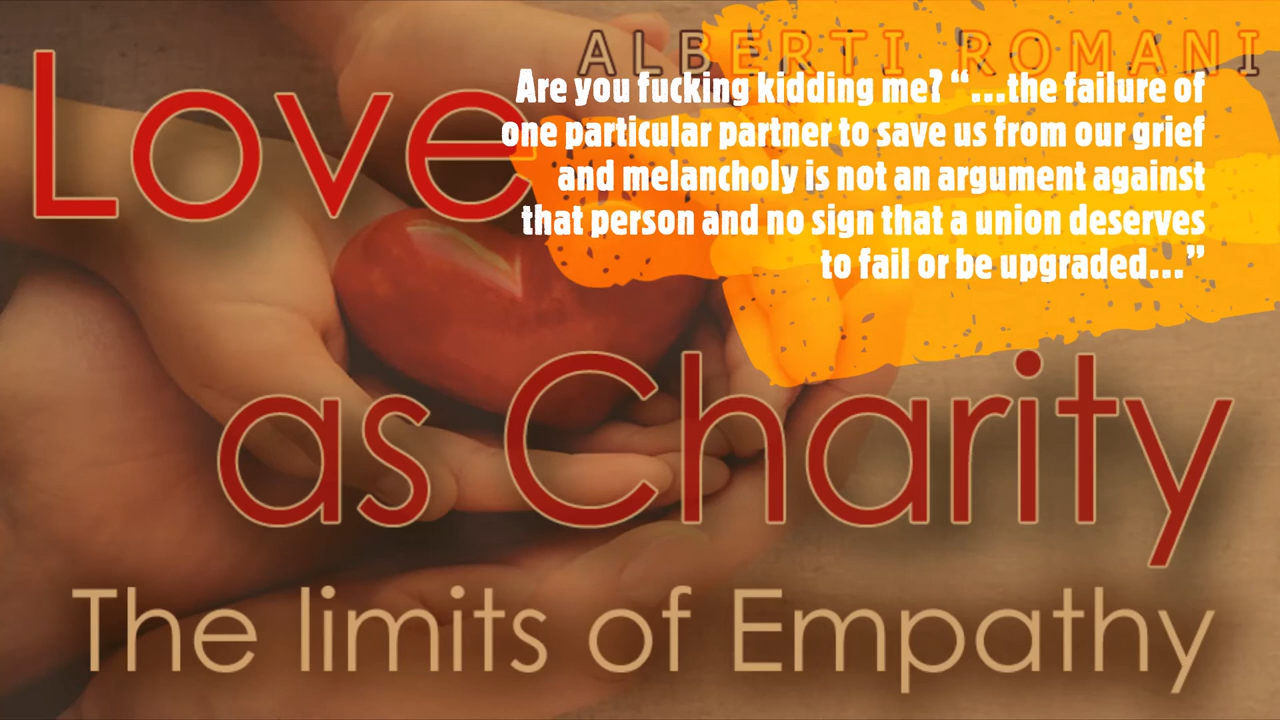 ALBERTI ROMANI
Love
Are you fucking kidding me? “...the failure of
one particular partner to save us from our grief
and melancholy is not an argument against
that person and no sign that a union deserves
to fail or be upgraded...”
as Charity
The limits of Empathy